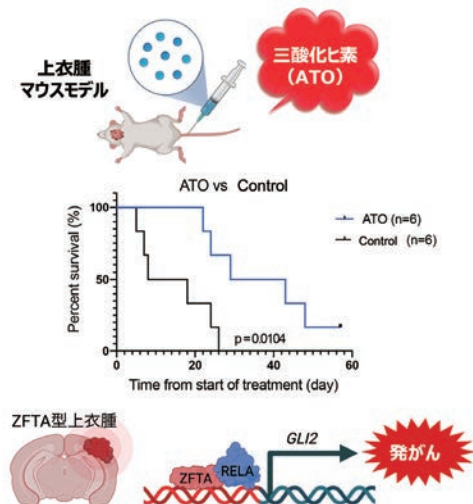 上衣腫
マウスモデル
三酸化ヒ素
(ATO)
ATO vs Control
Percent survival (%)
100
50
0
0
20
40
60
ATO (n=6)
Control (n=6)
p=0.0104
Time from start of treatment (day)
ZFTA型上衣腫
ZFTA
RELA
GLI2
発がん